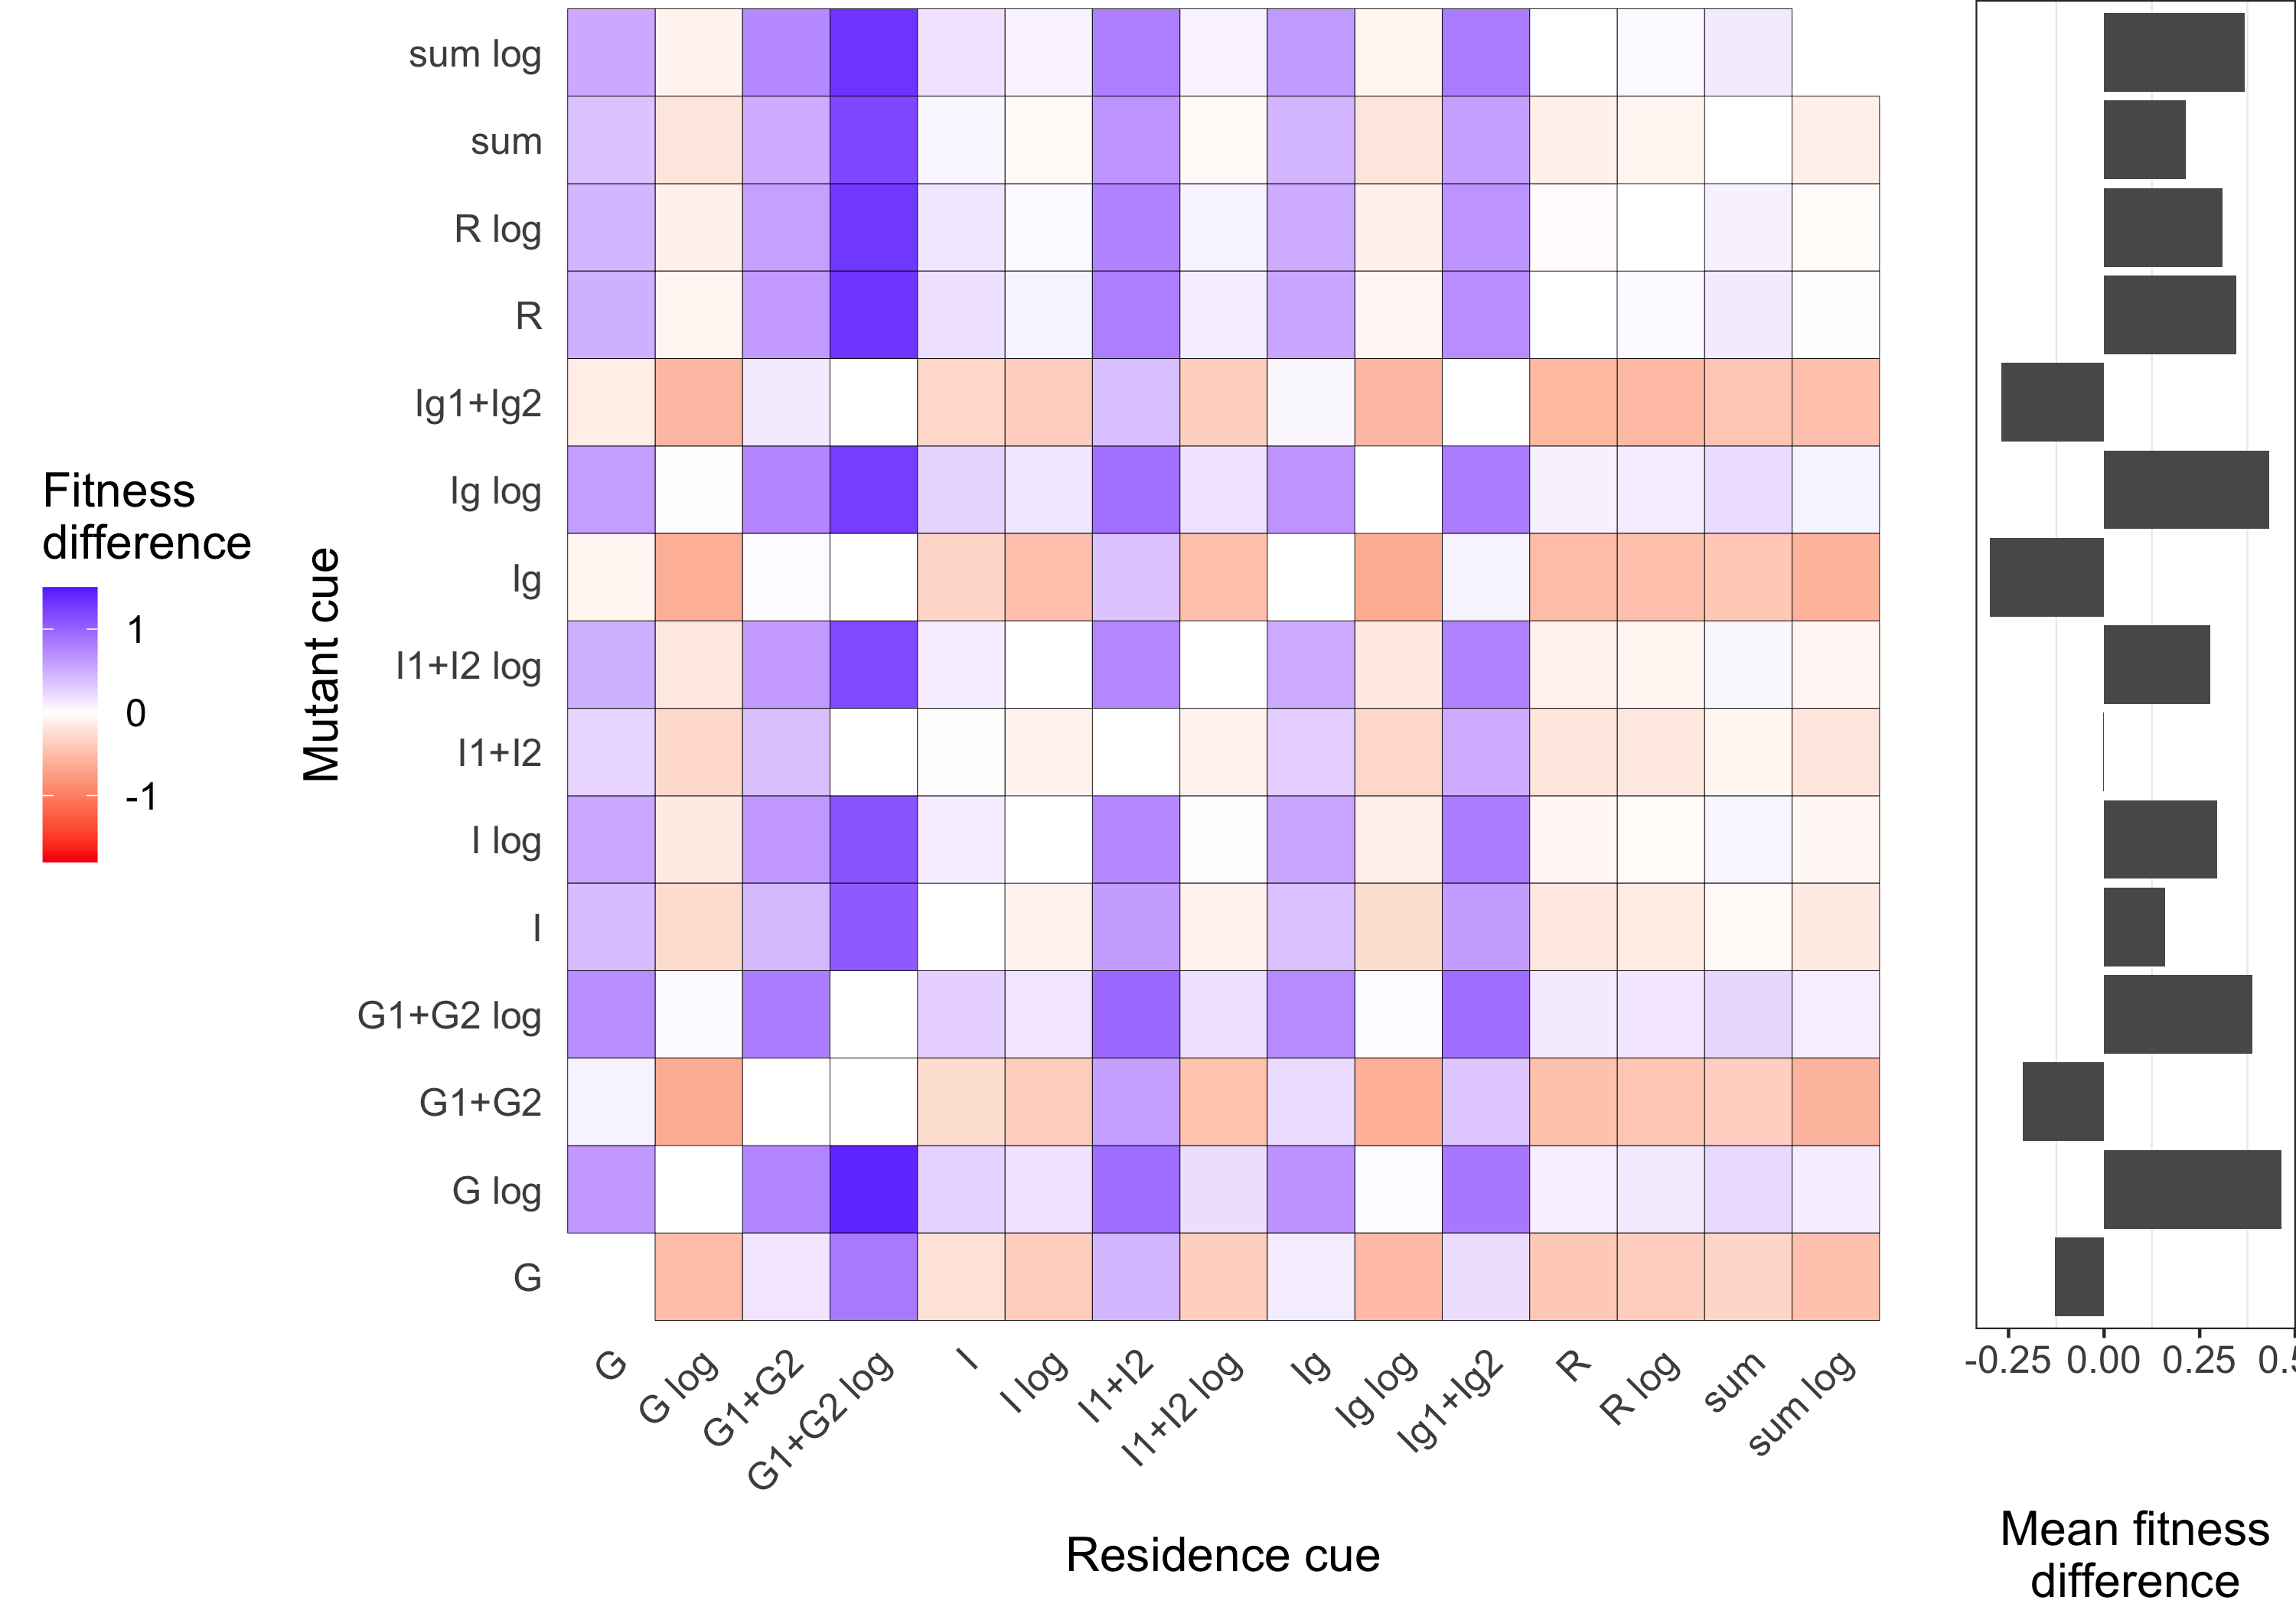 Fitness
difference
1
0
-1
Mutant cue
sum log
sum
R log
R
Ig1+Ig2
Ig log
Ig
I1+I2 log
I1+I2
I log
I
G1+G2 log
G1+G2
G log
G
G
G log
G1+G2
G1+G2 log
I
I log
I1+I2
I1+I2 log
Ig
Ig log
Ig1+Ig2
R
R log
sum
sum log
Residence cue
-0.25 0.00 0.25
Mean fitness
difference